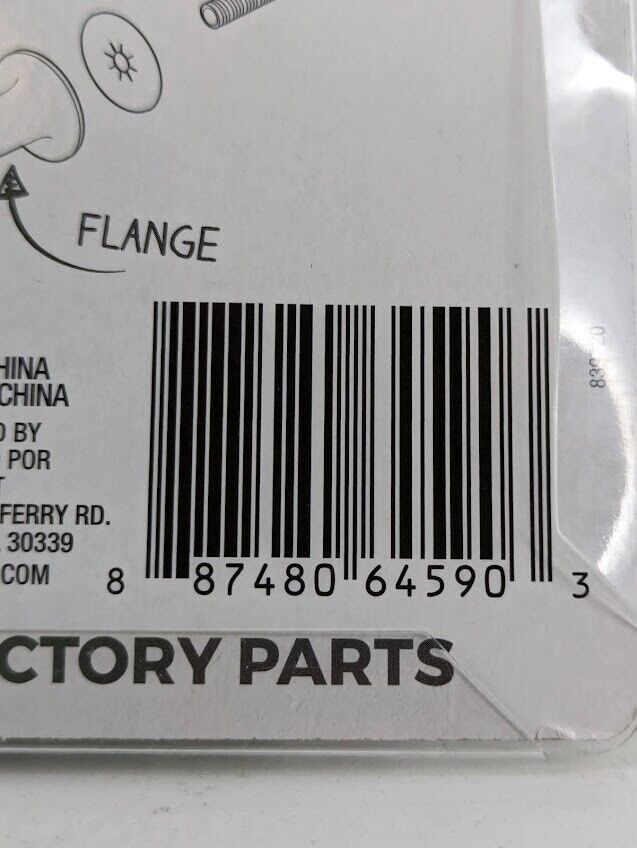 FLANGE
HINA
CHINA
D BY
POR
FERRY RD.
30339
.COM
8 87480 64590 3
CTORY PARTS